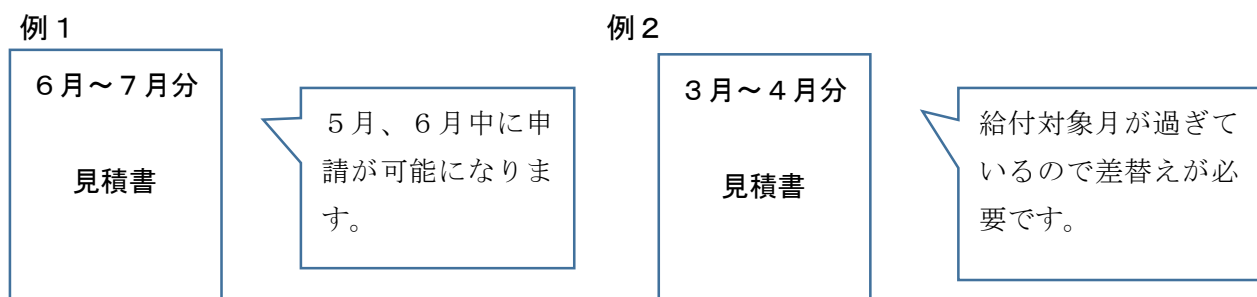 例１
６月～７月分
見積書
５月、６月中に申
請が可能になりま
す。
例２
３月～４月分
見積書
給付対象月が過ぎて
いるので差替えが必
要です。